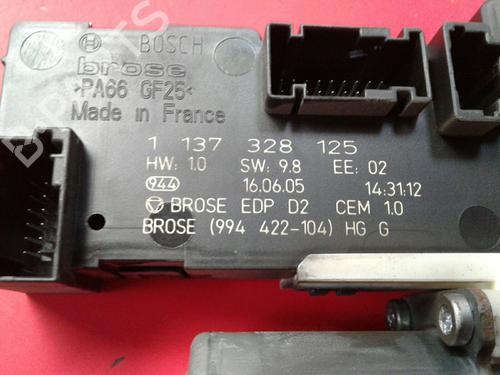 BOSCH
brose
>PA66 GF25<
Made in France
1 137 328 125
HW: 1.0 SW: 9.8 EE: 02
944 16.06.05 14:31:12
BROSE EDP D2 CEM 1.0
BROSE (994 422-104) HG G